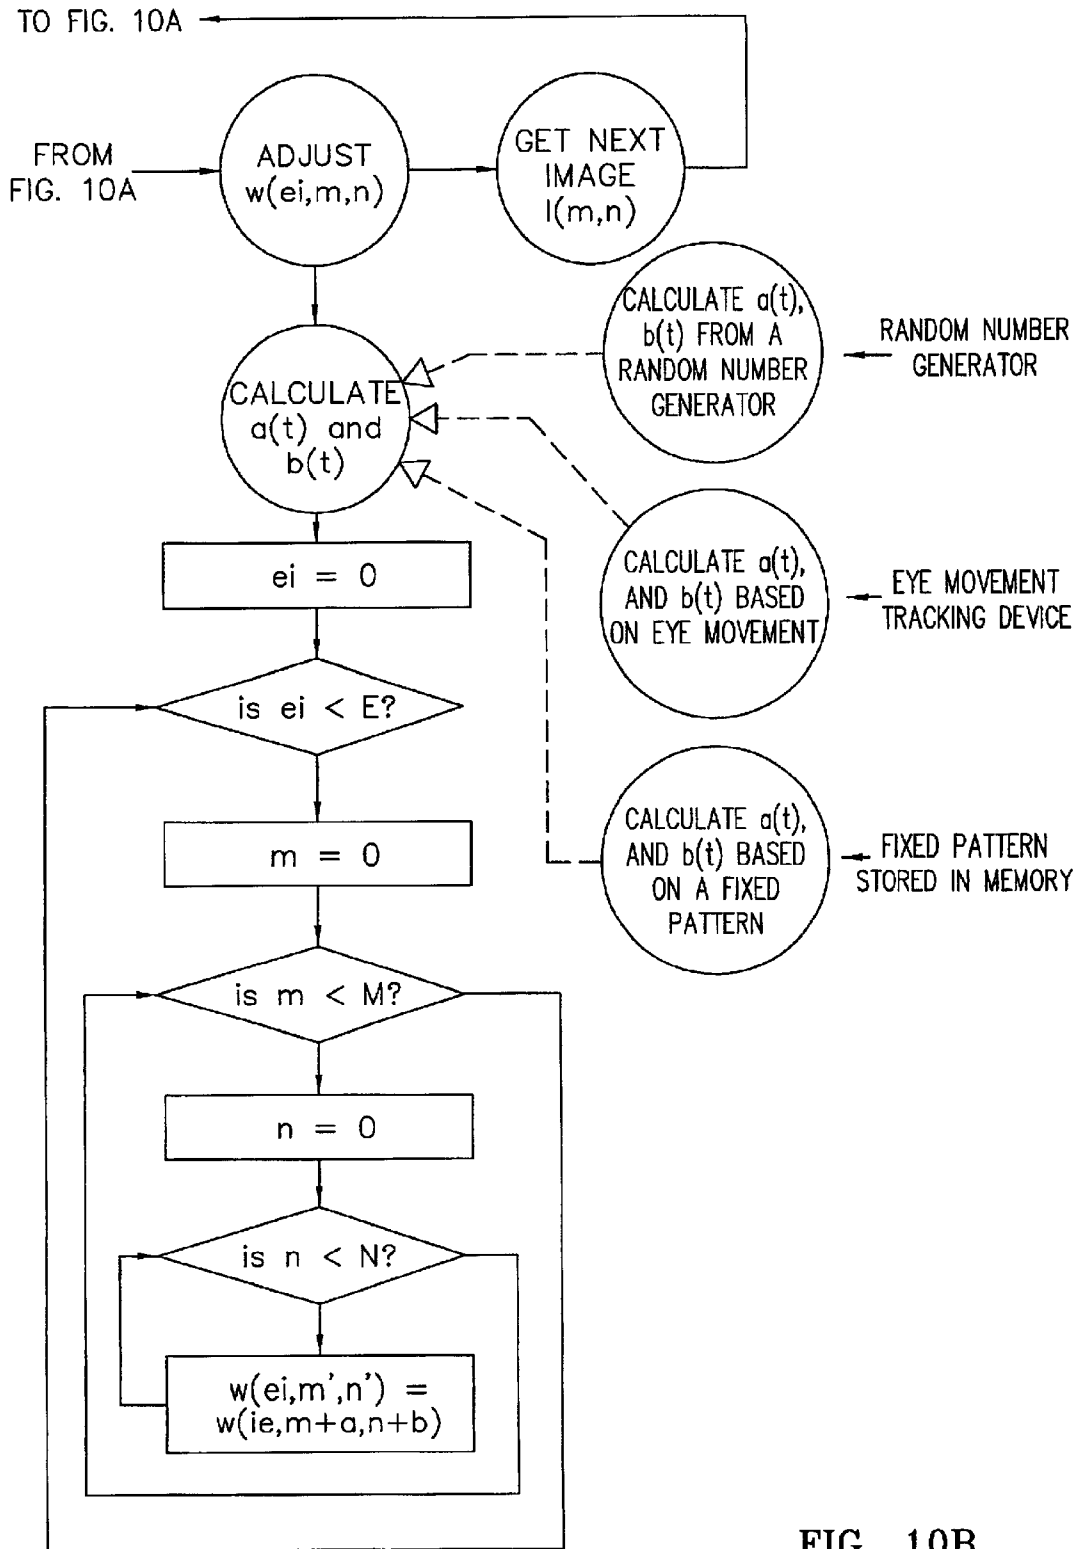 TO FIG. 10A
FROM
FIG. 10A
ADJUST
w(ei,m,n)
GET NEXT
IMAGE
I(m,n)
CALCULATE a(t),
b(t) FROM A
RANDOM NUMBER
GENERATOR
RANDOM NUMBER
GENERATOR
CALCULATE
a(t) and
b(t)
ei = 0
CALCULATE a(t),
AND b(t) BASED
ON EYE MOVEMENT
EYE MOVEMENT
TRACKING DEVICE
is ei < E?
m = 0
CALCULATE a(t),
AND b(t) BASED
ON A FIXED
PATTERN
FIXED PATTERN
STORED IN MEMORY
is m < M?
n = 0
is n < N?
w(ei,m',n') =
w(ie,m+a,n+b)
FIG. 10B